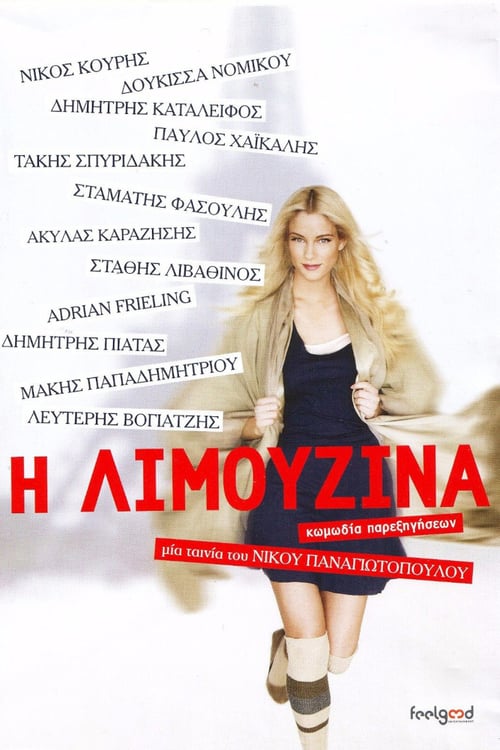 ΝΙΚΟΣ ΚΟΥΡΗΣ
ΔΟΥΚΙΣΣΑ ΝΟΜΙΚΟΥ
ΔΗΜΗΤΡΗΣ ΚΑΤΑΛΕΙΦΟΣ
ΠΑΥΛΟΣ ΧΑΪΚΑΛΗΣ
ΤΑΚΗΣ ΣΠΥΡΙΔΑΚΗΣ
ΣΤΑΜΑΤΗΣ ΦΑΣΟΥΛΗΣ
ΑΚΥΛΑΣ ΚΑΡΑΖΗΣΗΣ
ΣΤΑΘΗΣ ΛΙΒΑΘΙΝΟΣ
ADRIAN FRIELING
ΔΗΜΗΤΡΗΣ ΠΙΑΤΑΣ
ΜΑΚΗΣ ΠΑΠΑΔΗΜΗΤΡΙΟΥ
ΛΕΥΤΕΡΗΣ ΒΟΓΙΑΤΖΗΣ
Η ΛΙΜΟΥΖΙΝΑ
κωμωδία παρεξηγήσεων
μία ταινία του ΝΙΚΟΥ ΠΑΝΑΓΙΩΤΟΠΟΥΛΟΥ
feelgood